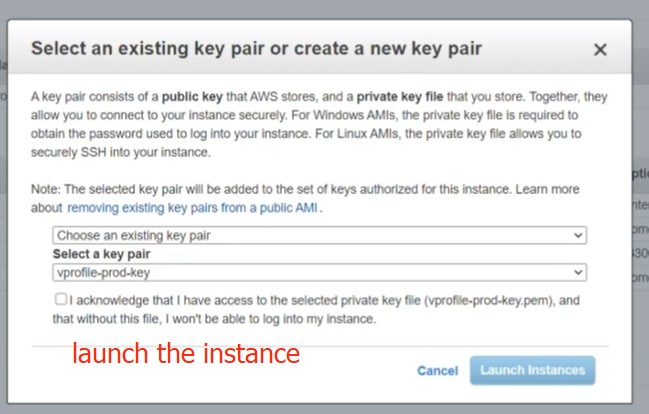 Select an existing key pair or create a new key pair
A key pair consists of a public key that AWS stores, and a private key file that you store. Together, they
allow you to connect to your instance securely. For Windows AMIs, the private key file is required to
obtain the password used to log into your instance. For Linux AMIs, the private key file allows you to
securely SSH into your instance.
Note: The selected key pair will be added to the set of keys authorized for this instance. Learn more
about removing existing key pairs from a public AMI .
Choose an existing key pair
Select a key pair
vprofile-prod-key
I acknowledge that I have access to the selected private key file (vprofile-prod-key.pem), and
that without this file, I won't be able to log into my instance.
launch the instance
Cancel
Launch Instances